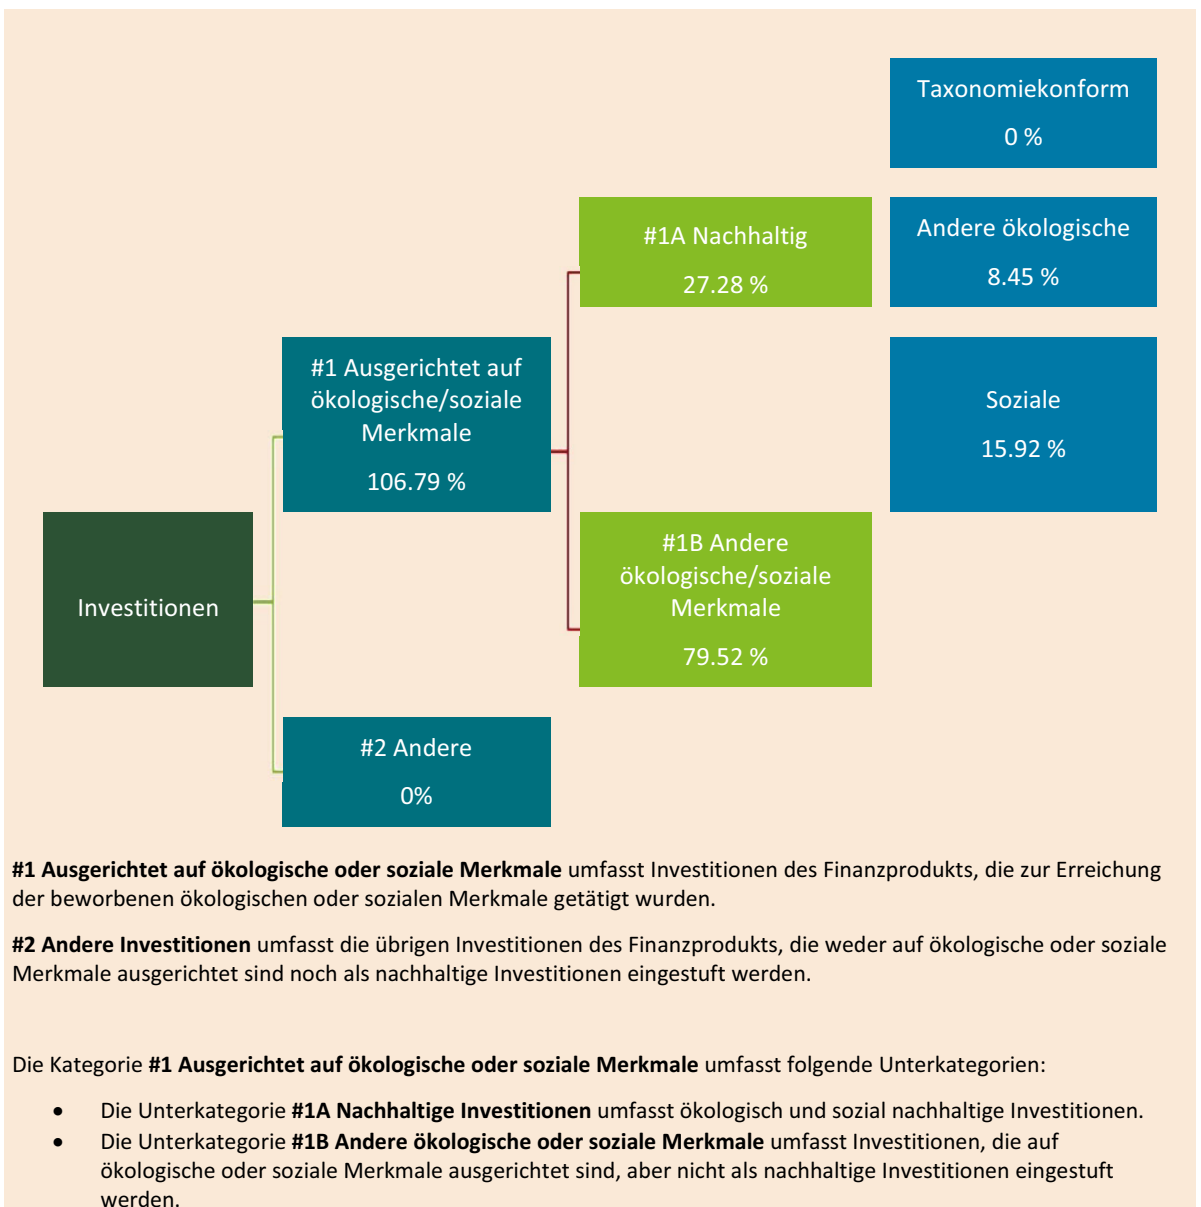 Taxonomiekonform
0 %
#1A Nachhaltig
27.28 %
Andere ökologische
8.45 %
#1 Ausgerichtet auf
ökologische/soziale
Merkmale
106.79 %
Soziale
15.92 %
Investitionen
#1B Andere
ökologische/soziale
Merkmale
79.52 %
#2 Andere
0%
#1 Ausgerichtet auf ökologische oder soziale Merkmale umfasst Investitionen des Finanzprodukts, die zur Erreichung
der beworbenen ökologischen oder sozialen Merkmale getätigt wurden.
#2 Andere Investitionen umfasst die übrigen Investitionen des Finanzprodukts, die weder auf ökologische oder soziale
Merkmale ausgerichtet sind noch als nachhaltige Investitionen eingestuft werden.
Die Kategorie #1 Ausgerichtet auf ökologische oder soziale Merkmale umfasst folgende Unterkategorien:
• Die Unterkategorie #1A Nachhaltige Investitionen umfasst ökologisch und sozial nachhaltige Investitionen.
• Die Unterkategorie #1B Andere ökologische oder soziale Merkmale umfasst Investitionen, die auf
ökologische oder soziale Merkmale ausgerichtet sind, aber nicht als nachhaltige Investitionen eingestuft
werden.